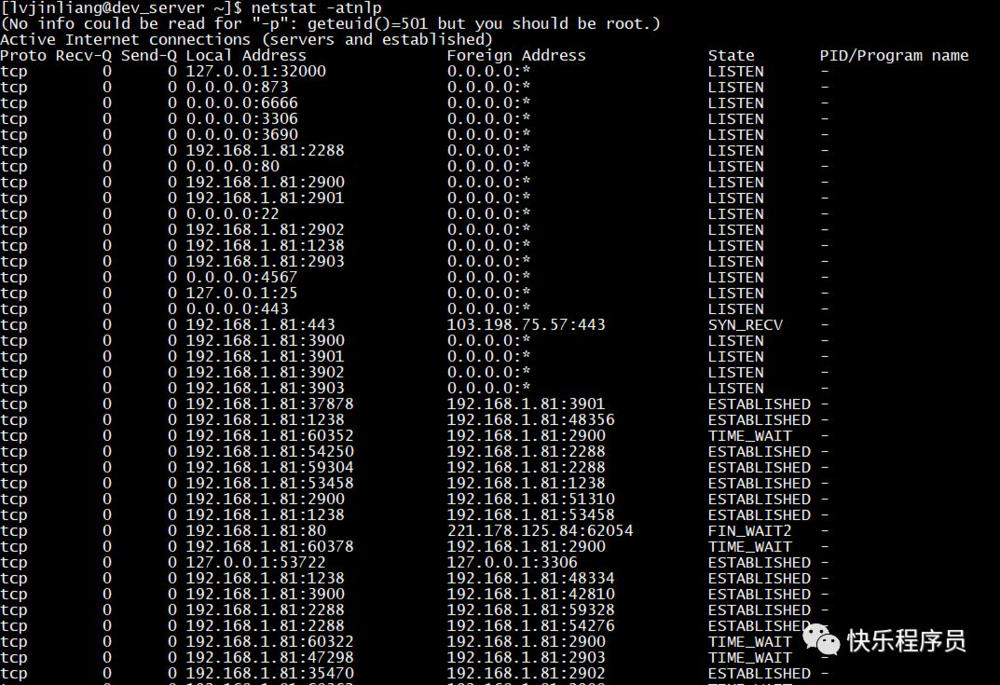 [lvjinliang@dev_server ~]$ netstat -atnlp
(No info could be read for "-p": geteuid()=501 but you should be root.)
Active Internet connections (servers and established)
Proto Recv-Q Send-Q Local Address Foreign Address State PID/Program name
tcp 0 0 127.0.0.1:32000 0.0.0.0:* LISTEN -
tcp 0 0 0.0.0.0:873 0.0.0.0:* LISTEN -
tcp 0 0 0.0.0.0:6666 0.0.0.0:* LISTEN -
tcp 0 0 0.0.0.0:3306 0.0.0.0:* LISTEN -
tcp 0 0 0.0.0.0:3690 0.0.0.0:* LISTEN -
tcp 0 0 192.168.1.81:2288 0.0.0.0:* LISTEN -
tcp 0 0 0.0.0.0:80 0.0.0.0:* LISTEN -
tcp 0 0 192.168.1.81:2900 0.0.0.0:* LISTEN -
tcp 0 0 192.168.1.81:2901 0.0.0.0:* LISTEN -
tcp 0 0 0.0.0.0:22 0.0.0.0:* LISTEN -
tcp 0 0 192.168.1.81:2902 0.0.0.0:* LISTEN -
tcp 0 0 192.168.1.81:1238 0.0.0.0:* LISTEN -
tcp 0 0 192.168.1.81:2903 0.0.0.0:* LISTEN -
tcp 0 0 0.0.0.0:4567 0.0.0.0:* LISTEN -
tcp 0 0 127.0.0.1:25 0.0.0.0:* LISTEN -
tcp 0 0 0.0.0.0:443 0.0.0.0:* LISTEN -
tcp 0 0 192.168.1.81:443 103.198.75.57:443 SYN_RECV -
tcp 0 0 192.168.1.81:3900 0.0.0.0:* LISTEN -
tcp 0 0 192.168.1.81:3901 0.0.0.0:* LISTEN -
tcp 0 0 192.168.1.81:3902 0.0.0.0:* LISTEN -
tcp 0 0 192.168.1.81:3903 0.0.0.0:* LISTEN -
tcp 0 0 192.168.1.81:37878 192.168.1.81:3901 ESTABLISHED -
tcp 0 0 192.168.1.81:1238 192.168.1.81:48356 ESTABLISHED -
tcp 0 0 192.168.1.81:60352 192.168.1.81:2900 TIME_WAIT -
tcp 0 0 192.168.1.81:54250 192.168.1.81:2288 ESTABLISHED -
tcp 0 0 192.168.1.81:59304 192.168.1.81:2288 ESTABLISHED -
tcp 0 0 192.168.1.81:53458 192.168.1.81:1238 ESTABLISHED -
tcp 0 0 192.168.1.81:2900 192.168.1.81:51310 ESTABLISHED -
tcp 0 0 192.168.1.81:1238 192.168.1.81:53458 ESTABLISHED -
tcp 0 0 192.168.1.81:80 221.178.125.84:62054 FIN_WAIT2 -
tcp 0 0 192.168.1.81:60378 192.168.1.81:2900 TIME_WAIT -
tcp 0 0 127.0.0.1:53722 127.0.0.1:3306 ESTABLISHED -
tcp 0 0 192.168.1.81:1238 192.168.1.81:48334 ESTABLISHED -
tcp 0 0 192.168.1.81:3900 192.168.1.81:42810 ESTABLISHED -
tcp 0 0 192.168.1.81:2288 192.168.1.81:59328 ESTABLISHED -
tcp 0 0 192.168.1.81:2288 192.168.1.81:54276 ESTABLISHED -
tcp 0 0 192.168.1.81:60322 192.168.1.81:2900 TIME_WAIT -
tcp 0 0 192.168.1.81:47298 192.168.1.81:2903 TIME_WAIT -
tcp 0 0 192.168.1.81:35470 192.168.1.81:2902 ESTABLISHED -
快乐程序员